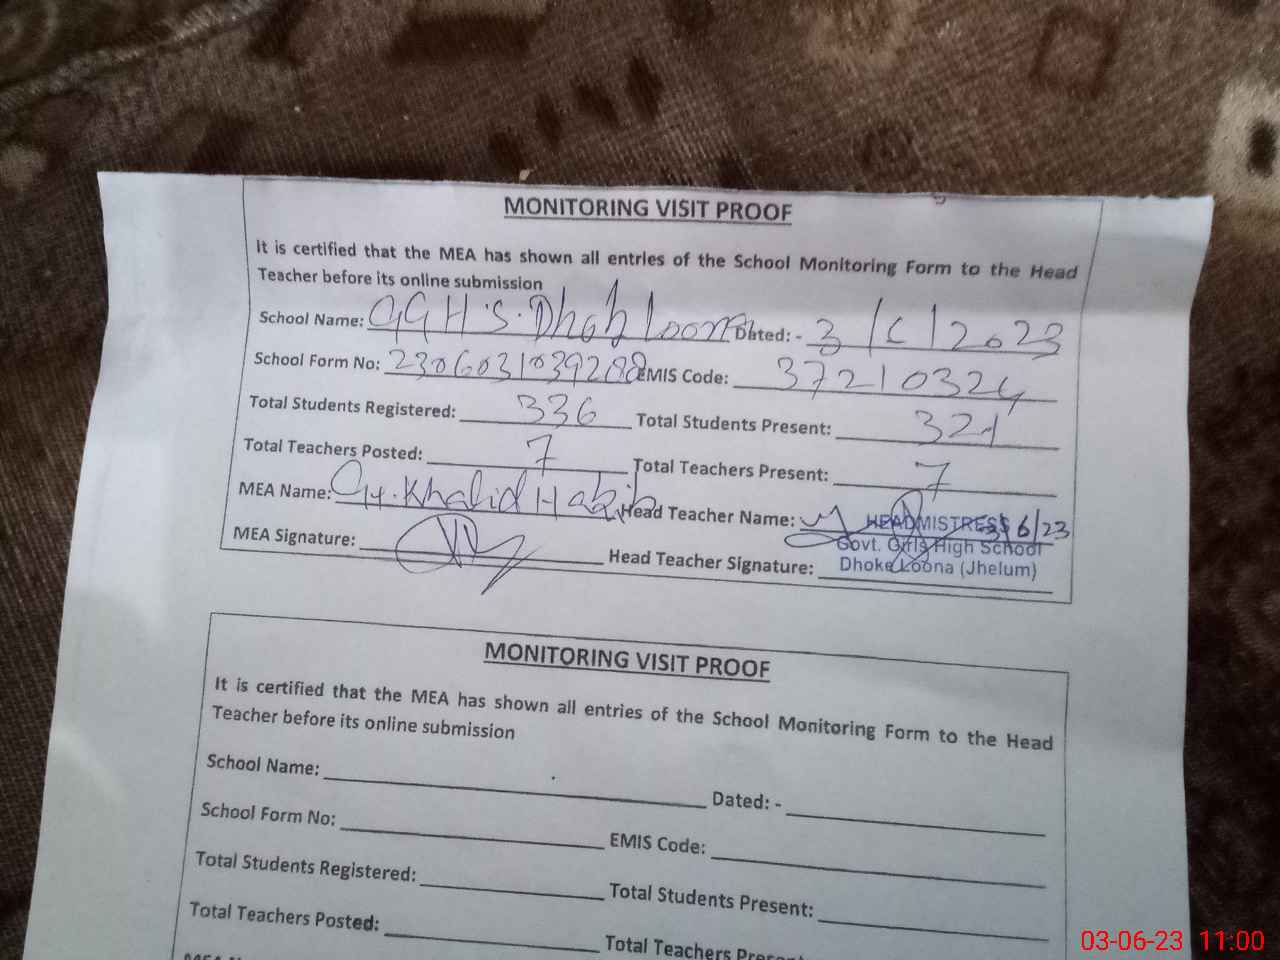 MONITORING VISIT PROOF
It is certified that the MEA has shown all entries of the School Monitoring Form to the Head
Teacher before its online submission
School Name: GGHS. Dhok Loona Dated: - 3/6/2023
School Form No: EMIS Code: 37210324
Total Students Registered: 336 Total Students Present: 321
Total Teachers Posted: 7 Total Teachers Present: 7
MEA Name: Gh. Khalid Habib Head Teacher Name:
HEADMISTRESS 3/6/23
Govt. Girls High School
MEA Signature: Head Teacher Signature: Dhoke Loona (Jhelum)
MONITORING VISIT PROOF
It is certified that the MEA has shown all entries of the School Monitoring Form to the Head
Teacher before its online submission
School Name: Dated: -
School Form No: EMIS Code:
Total Students Registered: Total Students Present:
Total Teachers Posted: Total Teachers Pres
03-06-23 11:00